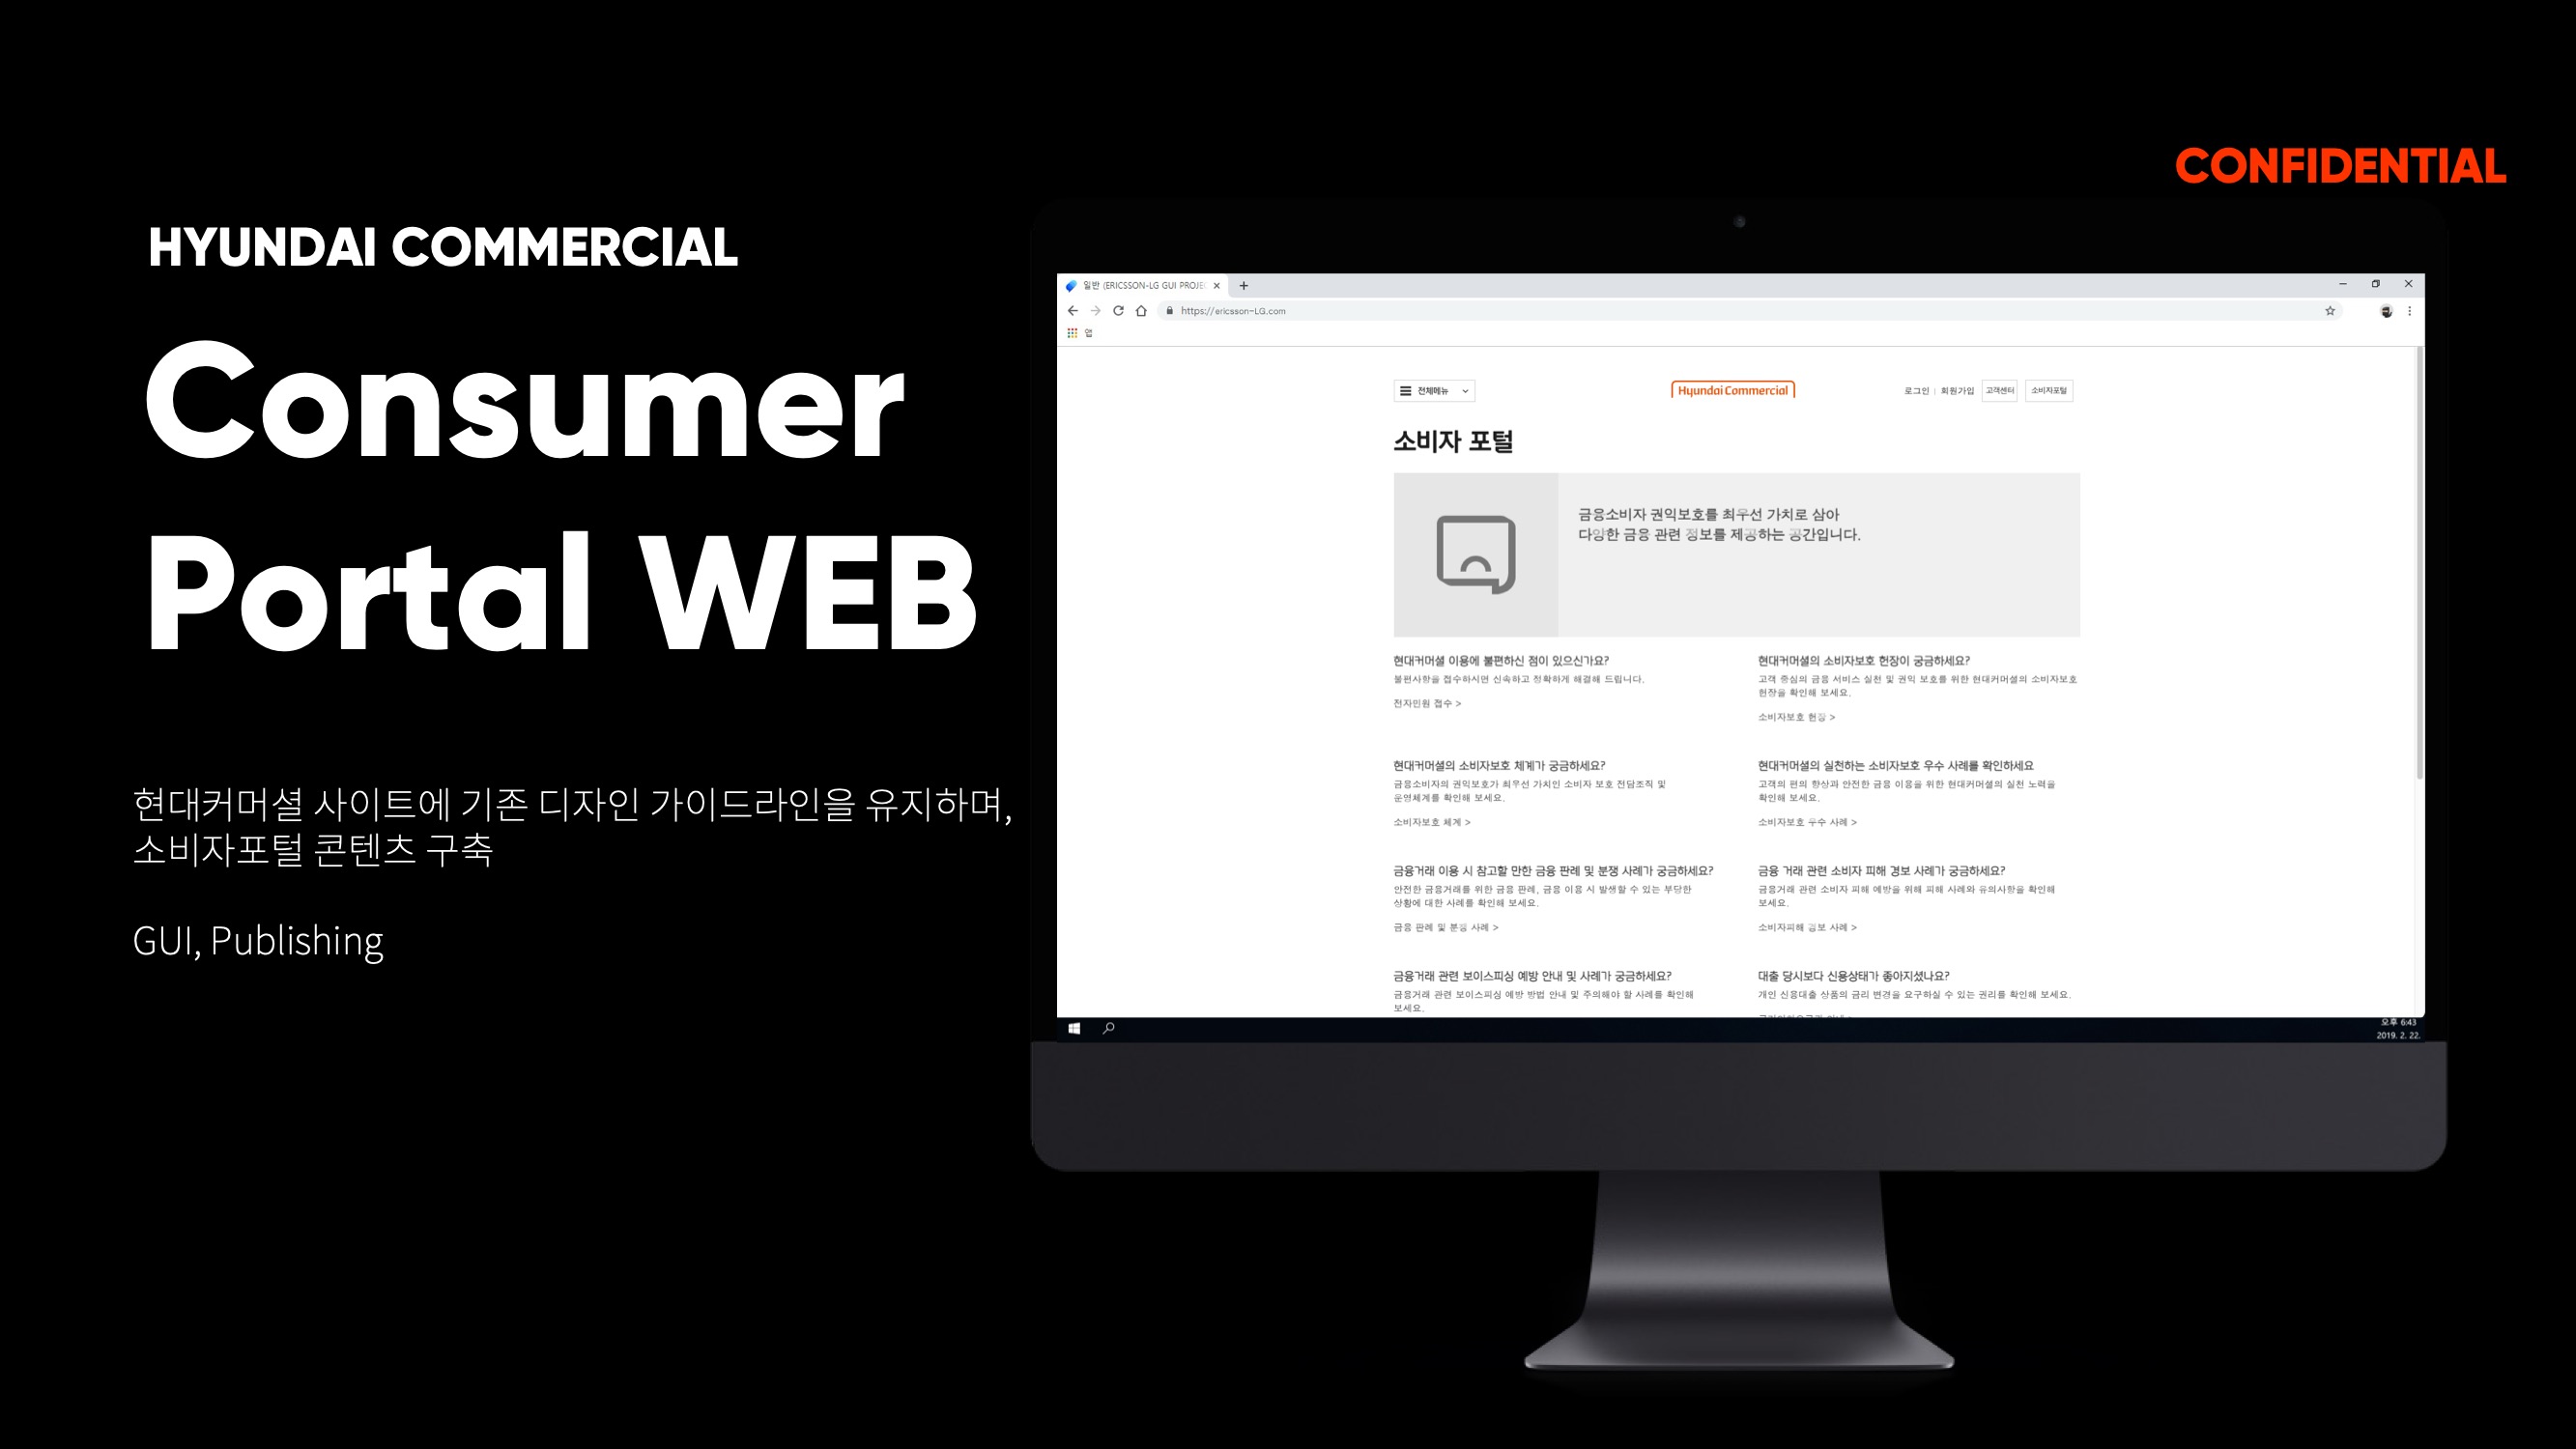 CONFIDENTIAL
HYUNDAI COMMERCIAL
Consumer
Portal WEB
현대커머셜 사이트에 기존 디자인 가이드라인을 유지하며,
소비자포털 콘텐츠 구축
GUI, Publishing
일반 (ERICSSON-LG GUI PROJE
https://ericsson-LG.com
앱
전체메뉴
Hyundai Commercial
로그인 | 회원가입 고객센터 소비자포털
소비자 포털
금융소비자 권익보호를 최우선 가치로 삼아
다양한 금융 관련 정보를 제공하는 공간입니다.
현대커머셜 이용에 불편하신 점이 있으신가요?
불편사항을 접수하시면 신속하고 정확하게 해결해 드립니다.
전자민원 접수 >
현대커머셜의 소비자보호 헌장이 궁금하세요?
고객 중심의 금융 서비스 실천 및 권익 보호를 위한 현대커머셜의 소비자보호
헌장을 확인해 보세요.
소비자보호 헌장 >
현대커머셜의 소비자보호 체계가 궁금하세요?
금융소비자의 권익보호가 최우선 가치인 소비자 보호 전담조직 및
운영체계를 확인해 보세요.
소비자보호 체계 >
현대커머셜의 실천하는 소비자보호 우수 사례를 확인하세요
고객의 편의 향상과 안전한 금융 이용을 위한 현대커머셜의 실천 노력을
확인해 보세요.
소비자보호 우수 사례 >
금융거래 이용 시 참고할 만한 금융 판례 및 분쟁 사례가 궁금하세요?
안전한 금융거래를 위한 금융 판례, 금융 이용 시 발생할 수 있는 부당한
상황에 대한 사례를 확인해 보세요.
금융 판례 및 분쟁 사례 >
금융 거래 관련 소비자 피해 경보 사례가 궁금하세요?
금융거래 관련 소비자 피해 예방을 위해 피해 사례와 유의사항을 확인해
보세요.
소비자피해 경보 사례 >
금융거래 관련 보이스피싱 예방 안내 및 사례가 궁금하세요?
금융거래 관련 보이스피싱 예방 방법 안내 및 주의해야 할 사례를 확인해
보세요.
대출 당시보다 신용상태가 좋아지셨나요?
개인 신용대출 상품의 금리 변경을 요구하실 수 있는 권리를 확인해 보세요.
오후 6:43
2019. 2. 22.